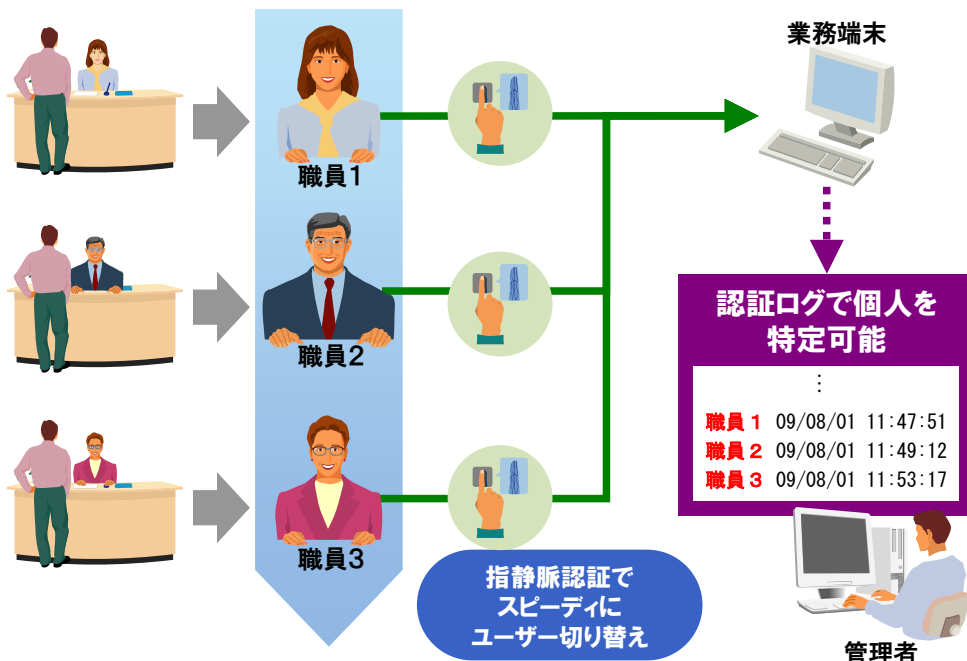 業務端末
職員1
職員2
職員3
指静脈認証で
スピーディに
ユーザー切り替え
認証ログで個人を
特定可能
⋮
職員1 09/08/01 11:47:51
職員2 09/08/01 11:49:12
職員3 09/08/01 11:53:17
管理者